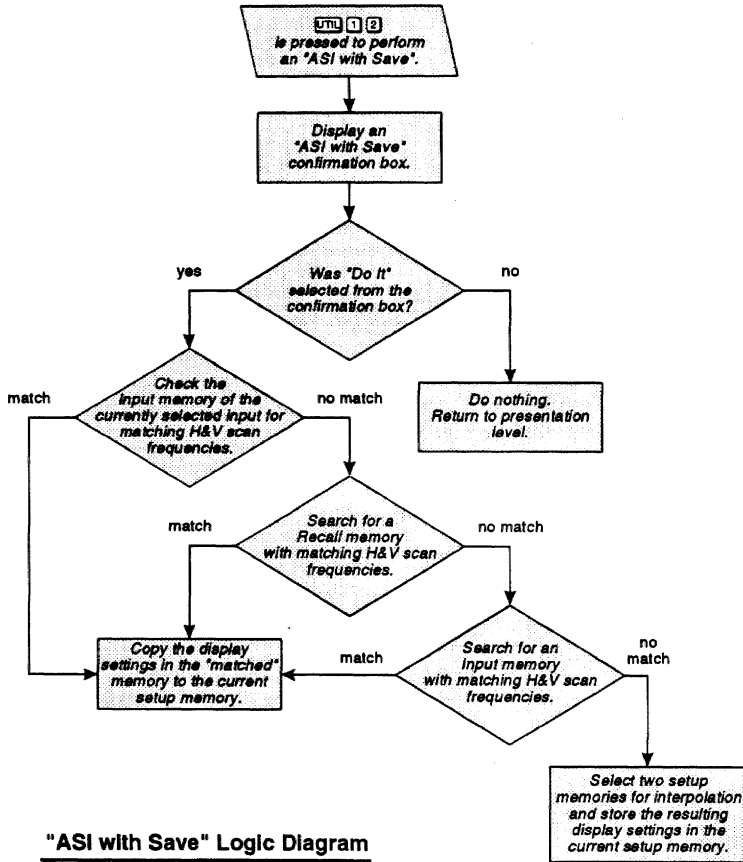 UTIL 1 2
is pressed to perform
an "ASI with Save".
Display an
"ASI with Save"
confirmation box.
yes
Was "Do It"
selected from the
confirmation box?
no
match
Check the
Input memory of the
currently selected input for
matching H&V scan
frequencies.
no match
Do nothing.
Return to presentation
level.
match
Search for a
Recall memory
with matching H&V scan
frequencies.
no match
Copy the display
settings in the "matched"
memory to the current
setup memory.
match
Search for an
Input memory
with matching H&V scan
frequencies.
no
match
Select two setup
memories for interpolation
and store the resulting
display settings in the
current setup memory.
"ASI with Save" Logic Diagram